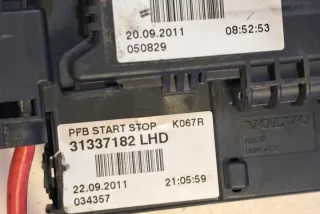 20.09.2011 08:52:53
050829
PFB START STOP K067R
31337182 LHD
22.09.2011 21:05:59
034357
VOLVO